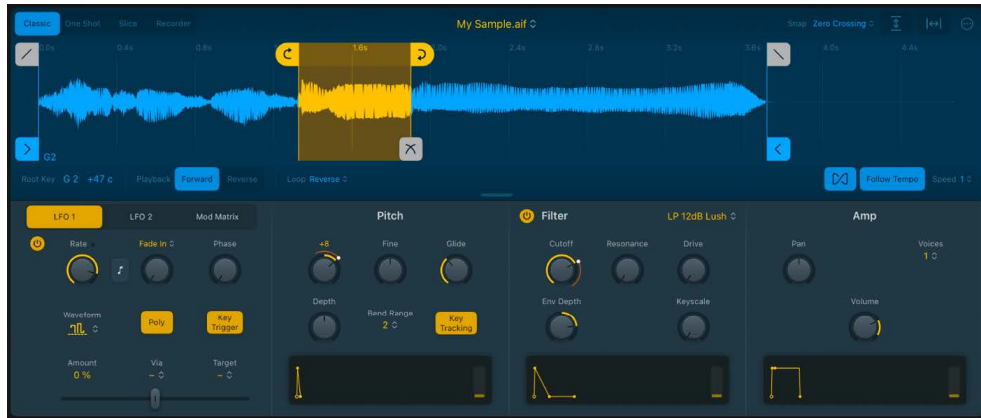 Classic One Shot Slice Recorder My Sample.aif Snap Zero Crossing
0.0s 0.4s 0.8s 1.6s 2.4s 2.8s 3.2s 3.6s 4.0s 4.4s
G2
Root Key G 2 +47 c Playback Forward Reverse Loop Reverse Follow Tempo Speed 1
LFO 1 LFO 2 Mod Matrix Pitch Filter LP 12dB Lush Amp
Rate Fade In Phase +8 Fine Glide Cutoff Resonance Drive Pan Voices
1
Waveform Poly Key Trigger Depth Bend Range
2 Key Tracking Env Depth Keyscale Volume
Amount Via Target
0 % – –